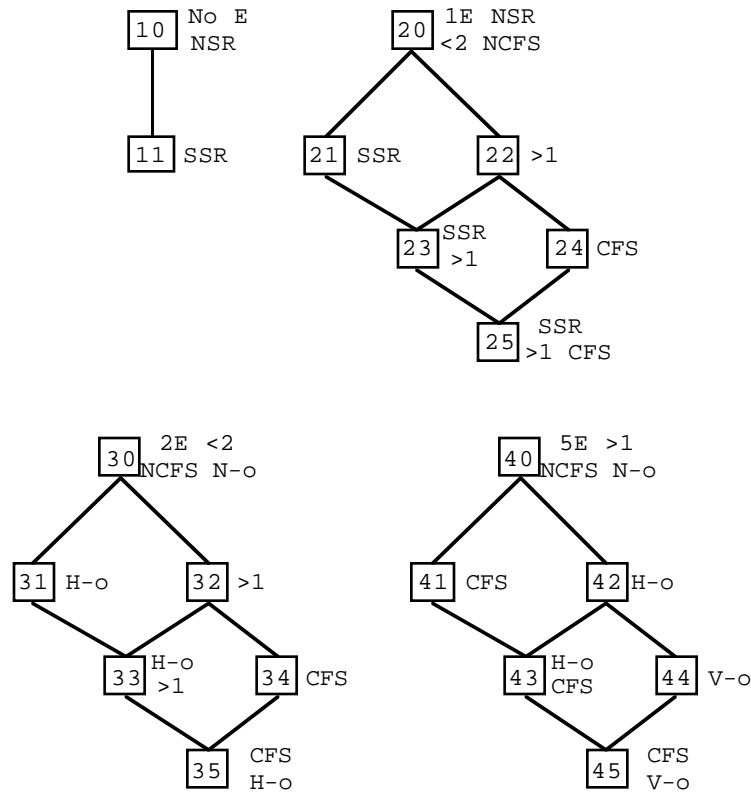 10 No E
NSR
11 SSR
20 1E NSR
<2 NCFS
21 SSR
22 >1
23 SSR
>1
24 CFS
25 SSR
>1 CFS
30 2E <2
NCFS N-o
31 H-o
32 >1
33 H-o
>1
34 CFS
35 CFS
H-o
40 5E >1
NCFS N-o
41 CFS
42 H-o
43 H-o
CFS
44 V-o
45 CFS
V-o